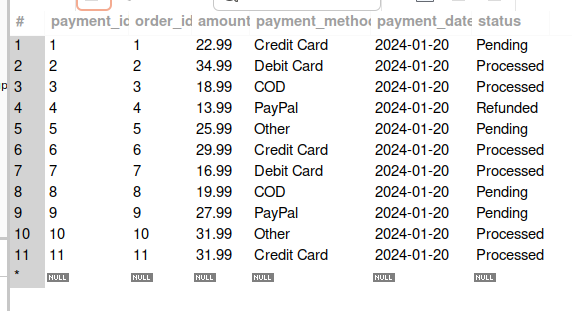 # payment_id order_id amount payment_method payment_date status
1 1 1 22.99 Credit Card 2024-01-20 Pending
2 2 2 34.99 Debit Card 2024-01-20 Processed
3 3 3 18.99 COD 2024-01-20 Processed
4 4 4 13.99 PayPal 2024-01-20 Refunded
5 5 5 25.99 Other 2024-01-20 Pending
6 6 6 29.99 Credit Card 2024-01-20 Processed
7 7 7 16.99 Debit Card 2024-01-20 Processed
8 8 8 19.99 COD 2024-01-20 Pending
9 9 9 27.99 PayPal 2024-01-20 Pending
10 10 10 31.99 Other 2024-01-20 Processed
11 11 11 31.99 Credit Card 2024-01-20 Processed
* NULL NULL NULL NULL NULL NULL